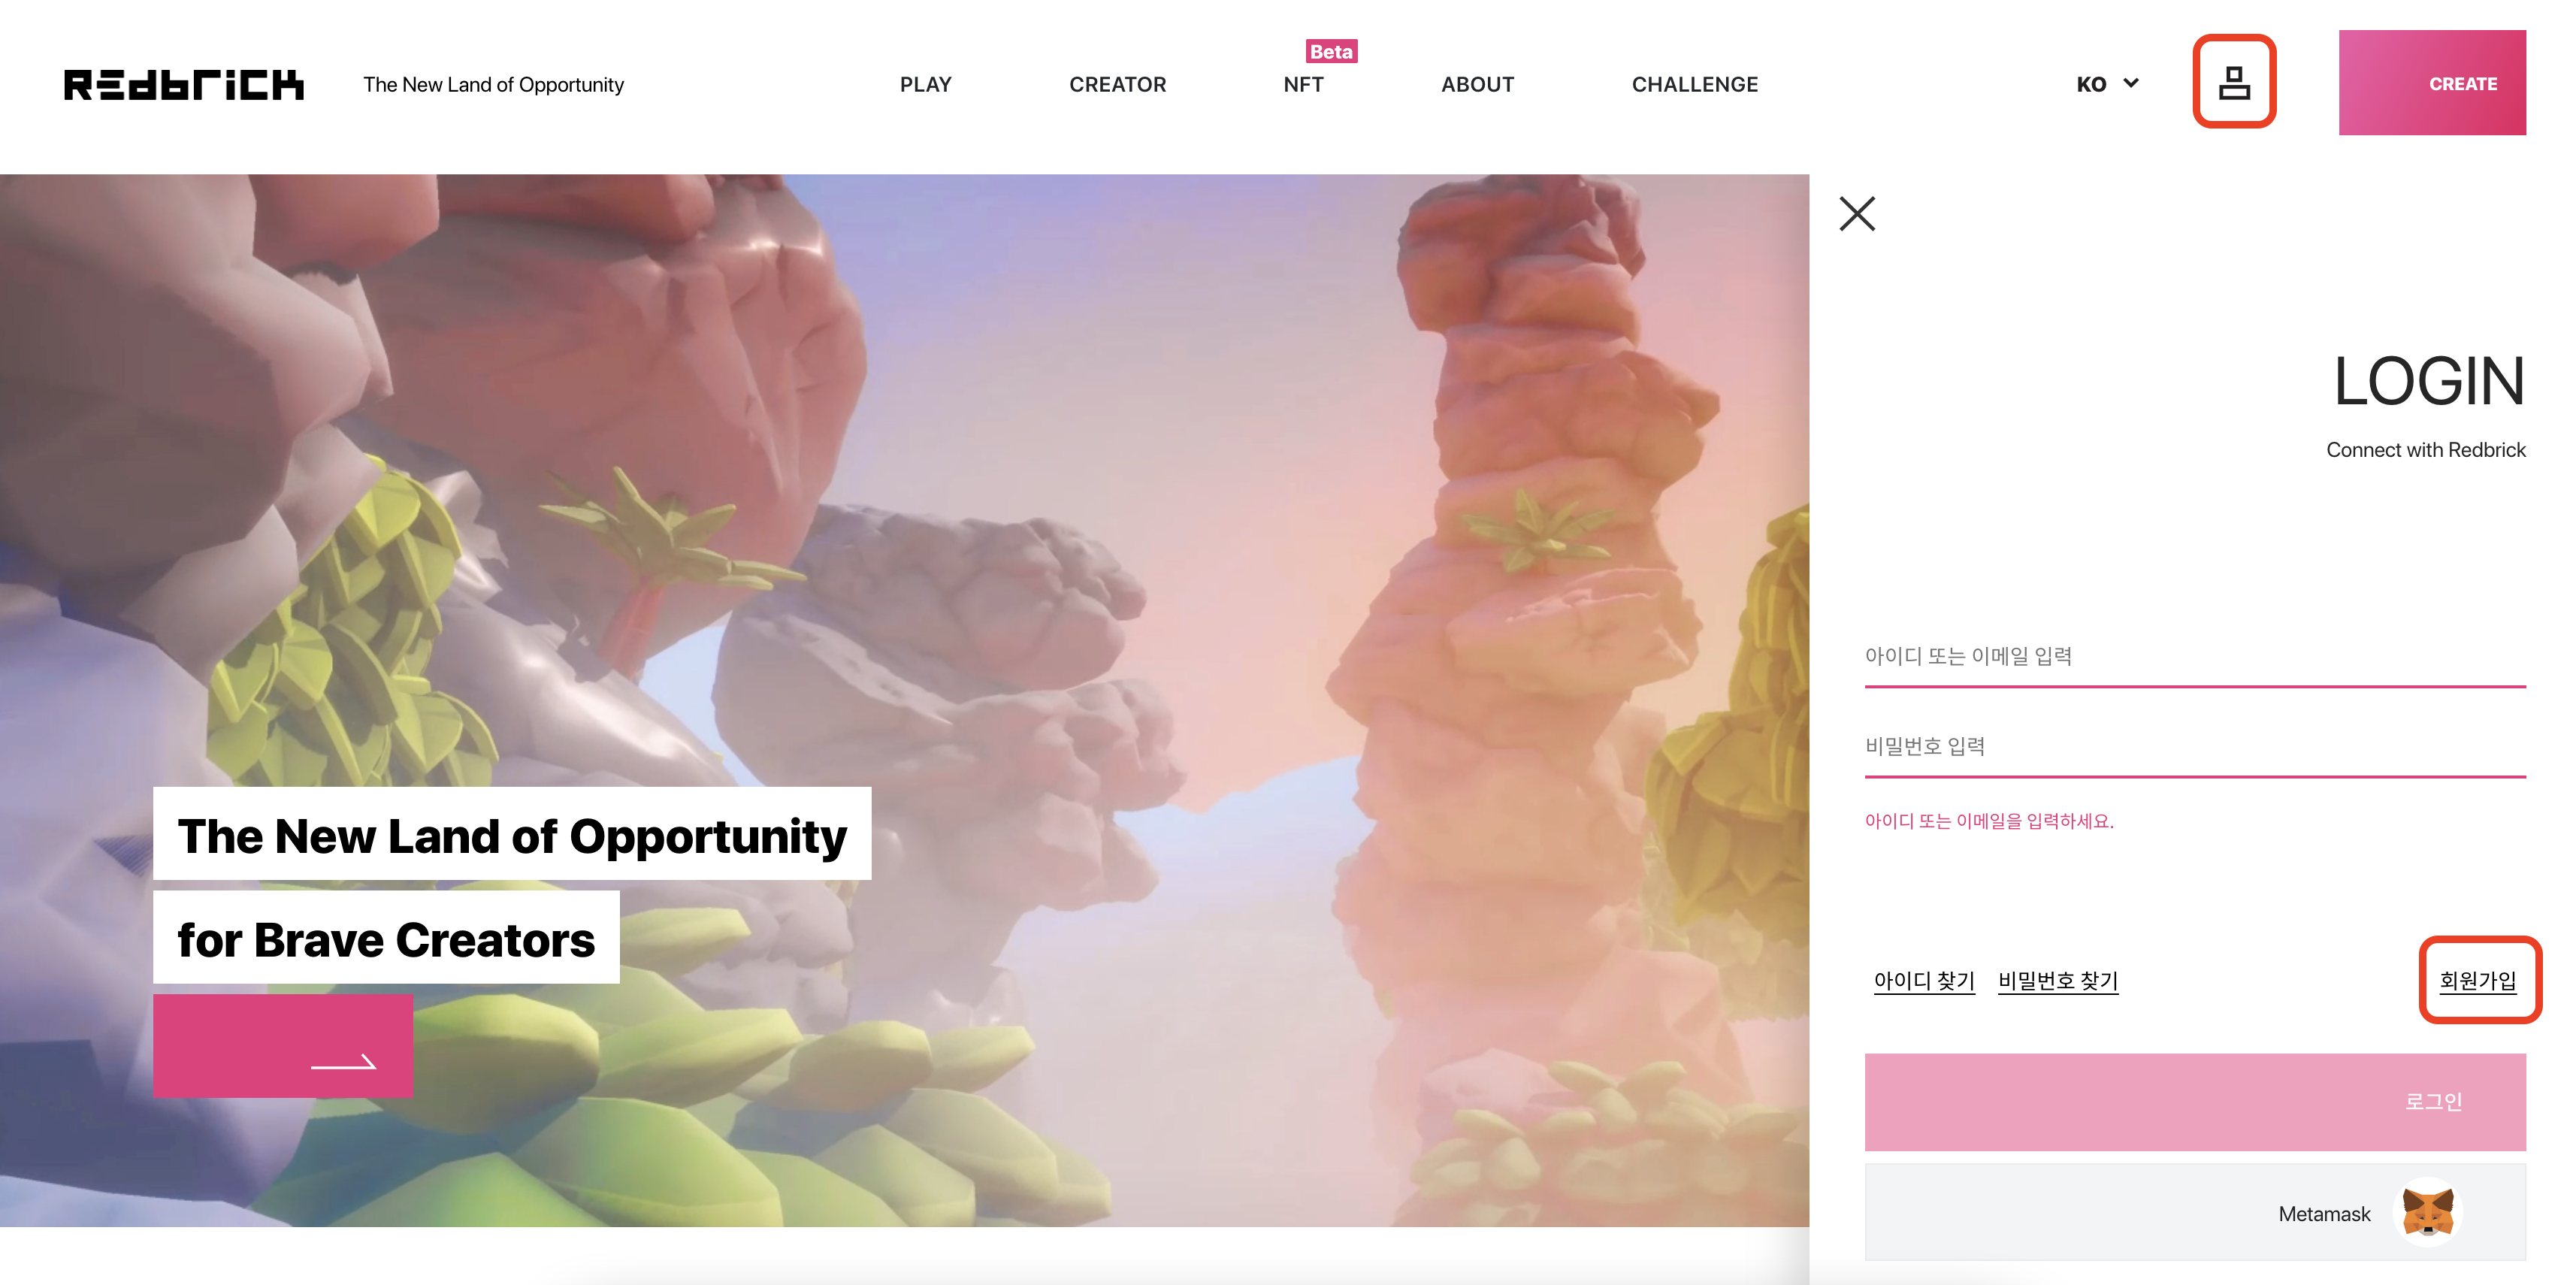 REdbrick
The New Land of Opportunity
PLAY
CREATOR
Beta
NFT
ABOUT
CHALLENGE
KO
CREATE
LOGIN
Connect with Redbrick
아이디 또는 이메일 입력
비밀번호 입력
아이디 또는 이메일을 입력하세요.
아이디 찾기 비밀번호 찾기
회원가입
로그인
Metamask
The New Land of Opportunity
for Brave Creators